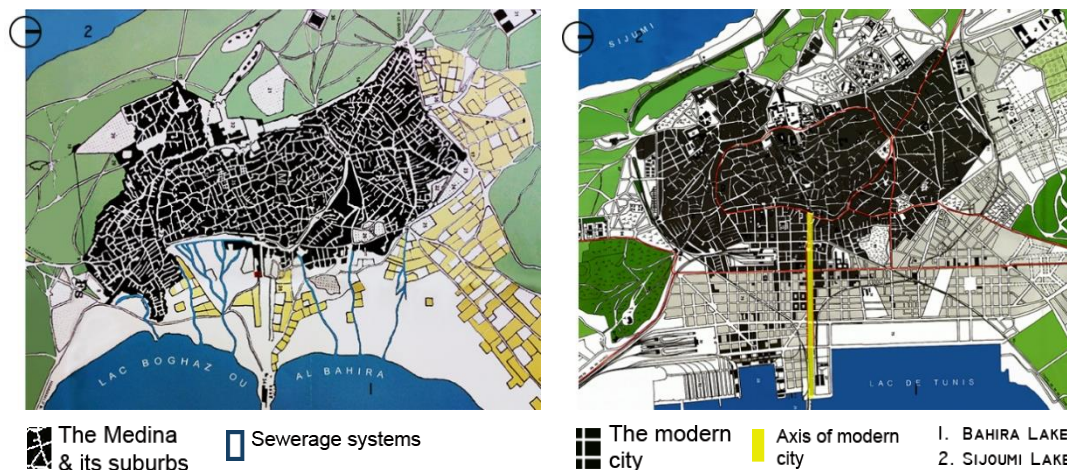 2
LAC BOGHAZ OU AL BAHIRA
1
The Medina
& its suburbs
Sewerage systems
SIJUMI
2
LAC DE TUNIS
1
The modern
city
Axis of modern
city
1. BAHIRA LAKE
2. SIJOUMI LAKE